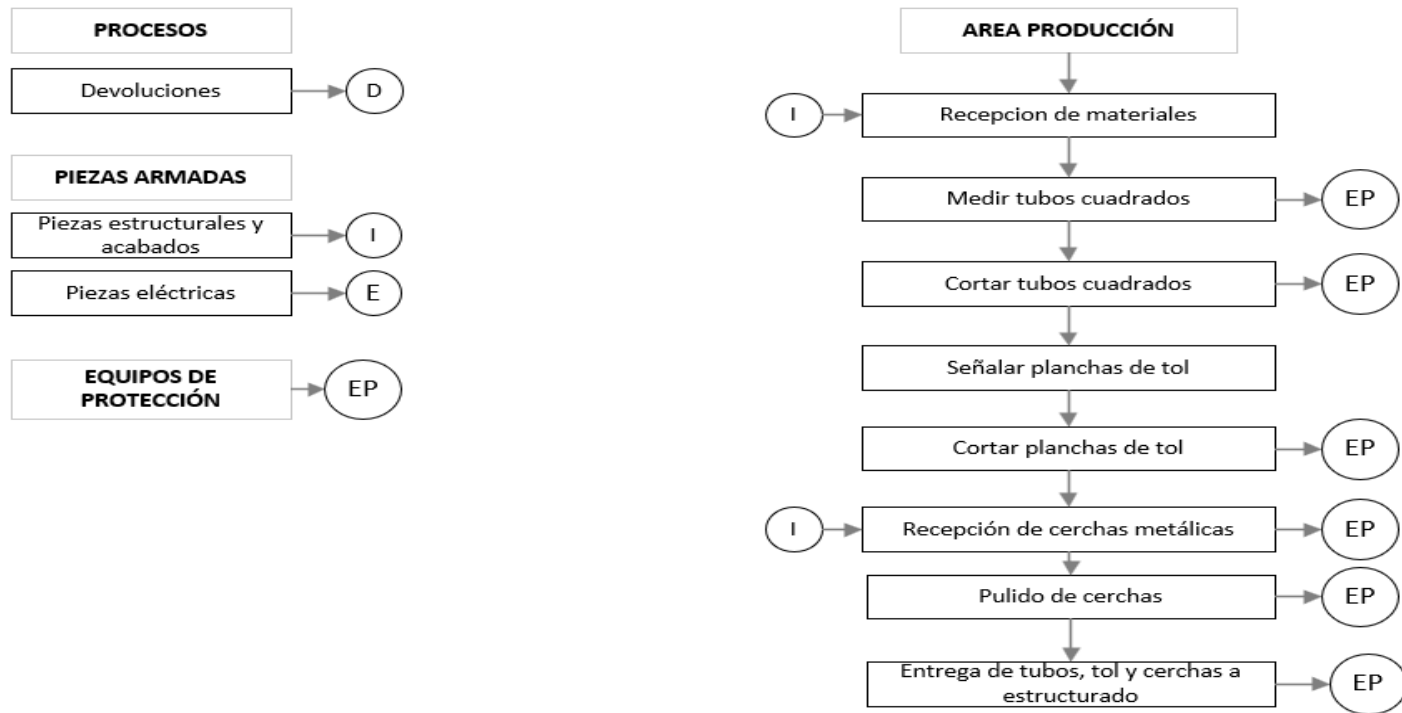 PROCESOS
Devoluciones
D
PIEZAS ARMADAS
Piezas estructurales y
acabados
I
Piezas eléctricas
E
EQUIPOS DE
PROTECCIÓN
EP
AREA PRODUCCIÓN
I
Recepcion de materiales
Medir tubos cuadrados
EP
Cortar tubos cuadrados
EP
Señalar planchas de tol
Cortar planchas de tol
EP
I
Recepción de cerchas metálicas
EP
Pulido de cerchas
EP
Entrega de tubos, tol y cerchas a
estructurado
EP